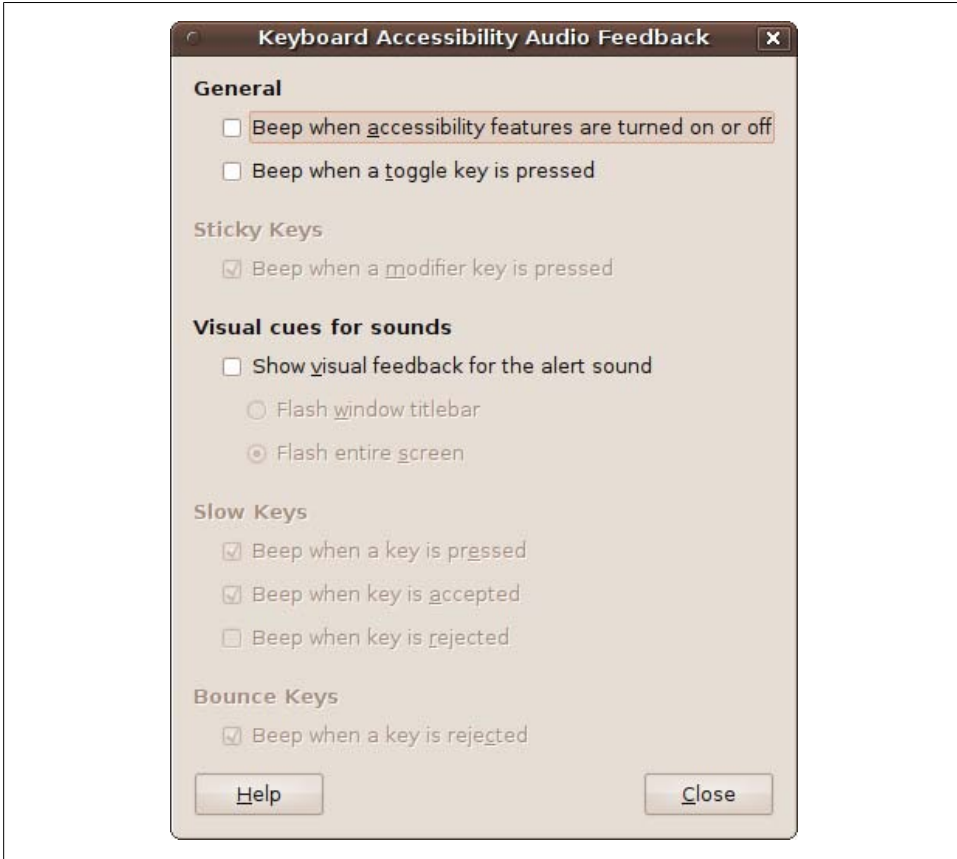 Keyboard Accessibility Audio Feedback
General
Beep when accessibility features are turned on or off
Beep when a toggle key is pressed
Sticky Keys
Beep when a modifier key is pressed
Visual cues for sounds
Show visual feedback for the alert sound
Flash window titlebar
Flash entire screen
Slow Keys
Beep when a key is pressed
Beep when key is accepted
Beep when key is rejected
Bounce Keys
Beep when a key is rejected
Help
Close